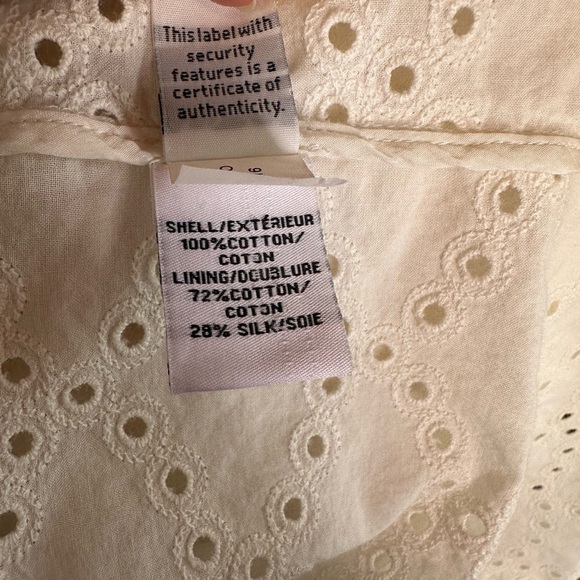 This label with
security
features is a
certificate of
authenticity.
SHELL/EXTÉRIEUR
100%COTTON/
COTON
LINING/DOUBLURE
72%COTTON/
COTON
28% SILK/SOIE